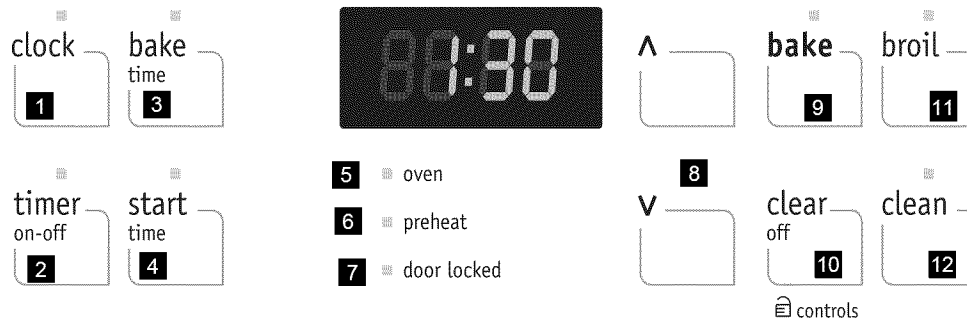 clock
1
bake
time
3
1:30
Λ
bake
9
broil
11
timer
on-off
2
start
time
4
5 oven
6 preheat
7 door locked
8
V
clear
off
10
controls
clean
12